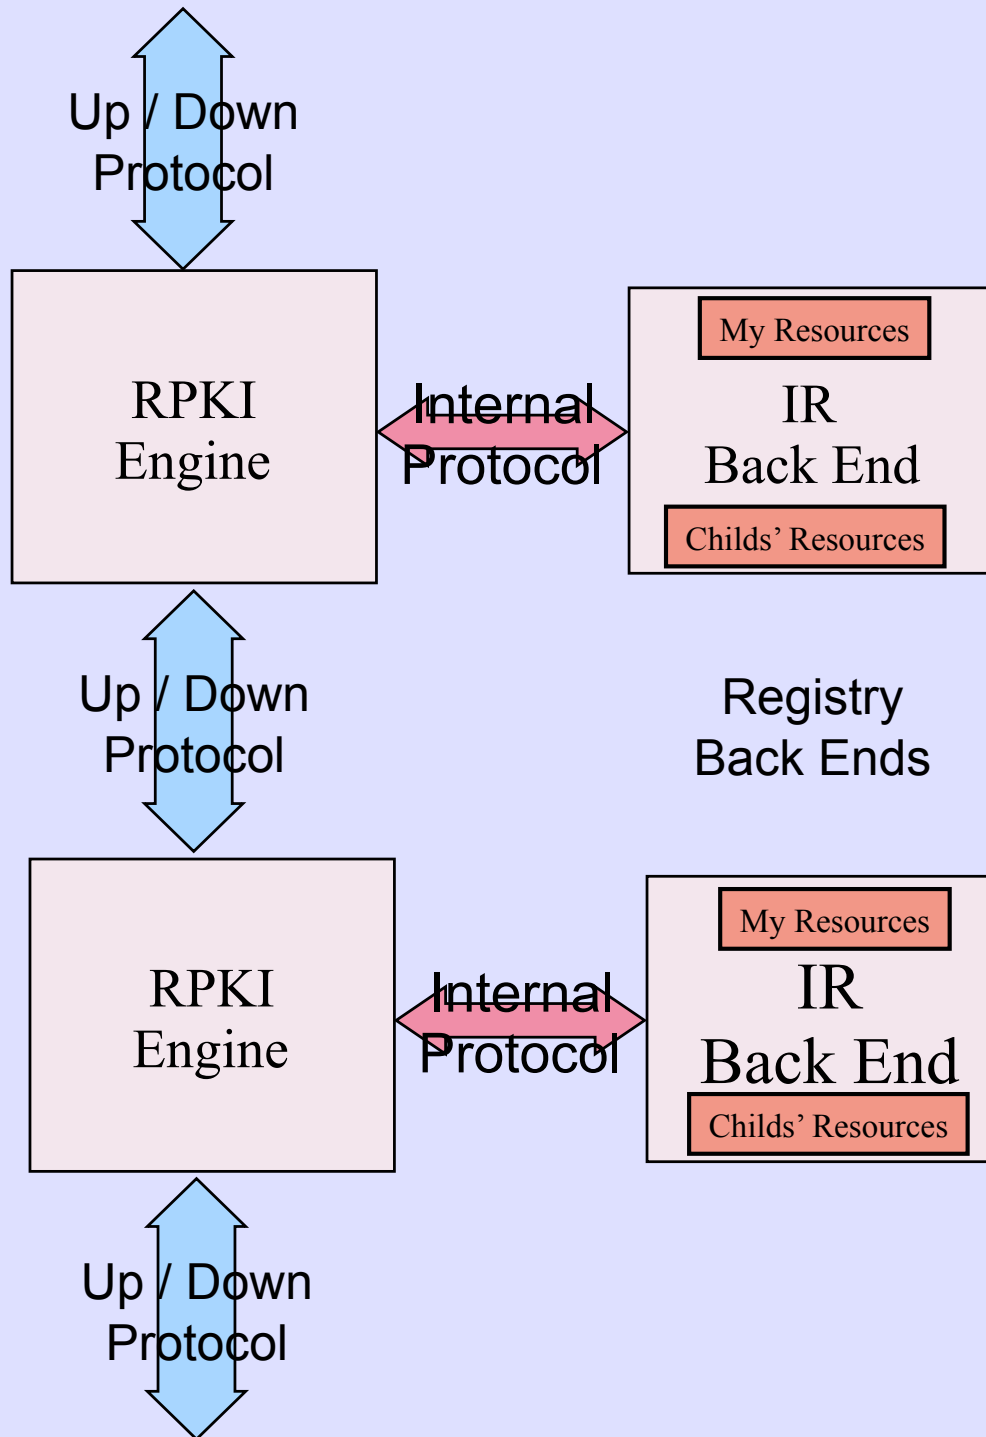 Up / Down
Protocol
RPKI
Engine
Internal
Protocol
My Resources
IR
Back End
Childs’ Resources
Up / Down
Protocol
Registry
Back Ends
RPKI
Engine
Internal
Protocol
My Resources
IR
Back End
Childs’ Resources
Up / Down
Protocol